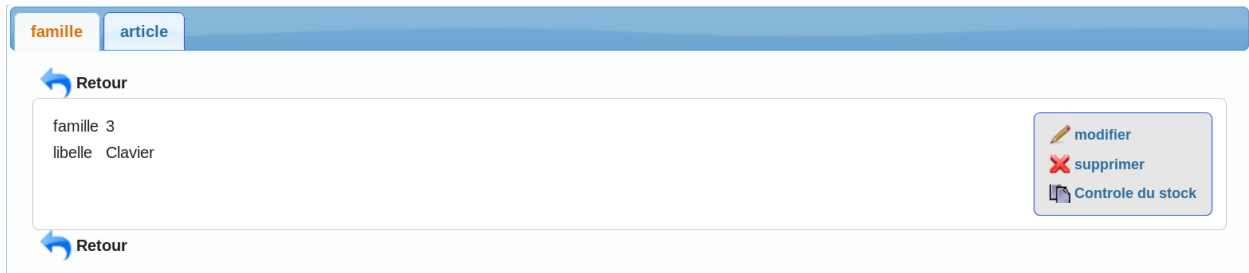 famille article
Retour
famille 3
libelle Clavier
modifier
supprimer
Controle du stock
Retour